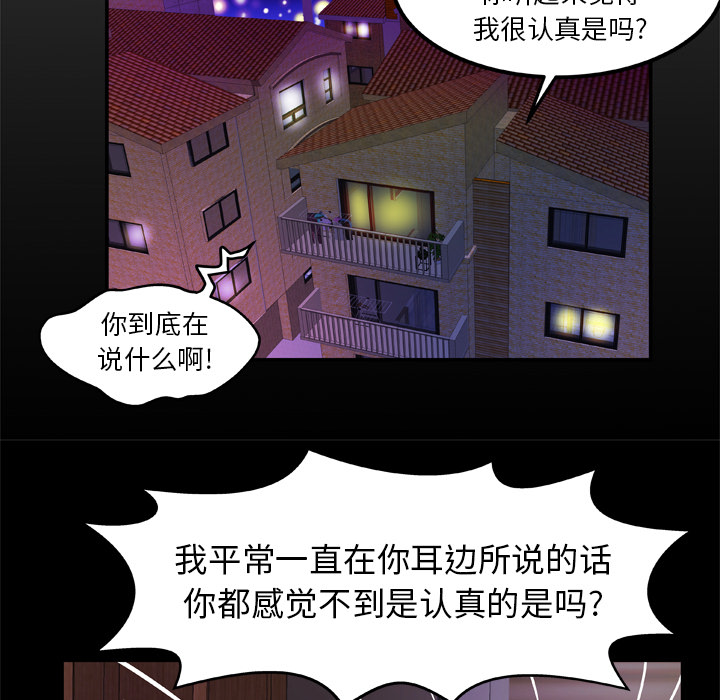 我很认真是吗?
你到底在
说什么啊!
我平常一直在你耳边所说的话
你都感觉不到是认真的是吗?